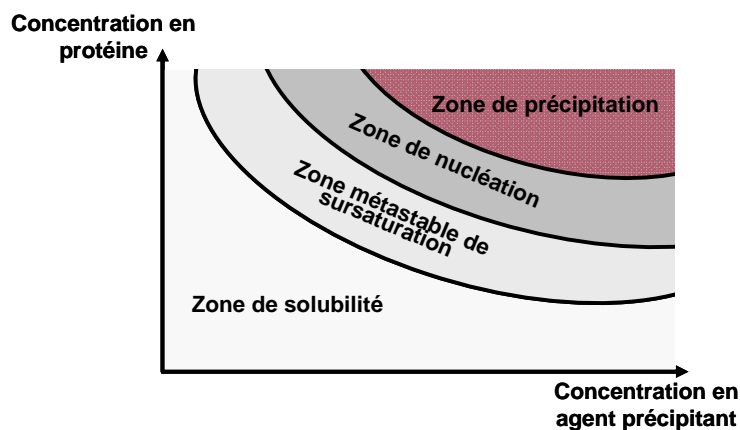 Concentration en
protéine
Zone de précipitation
Zone de nucléation
Zone métastable de
sursaturation
Zone de solubilité
Concentration en
agent précipitant